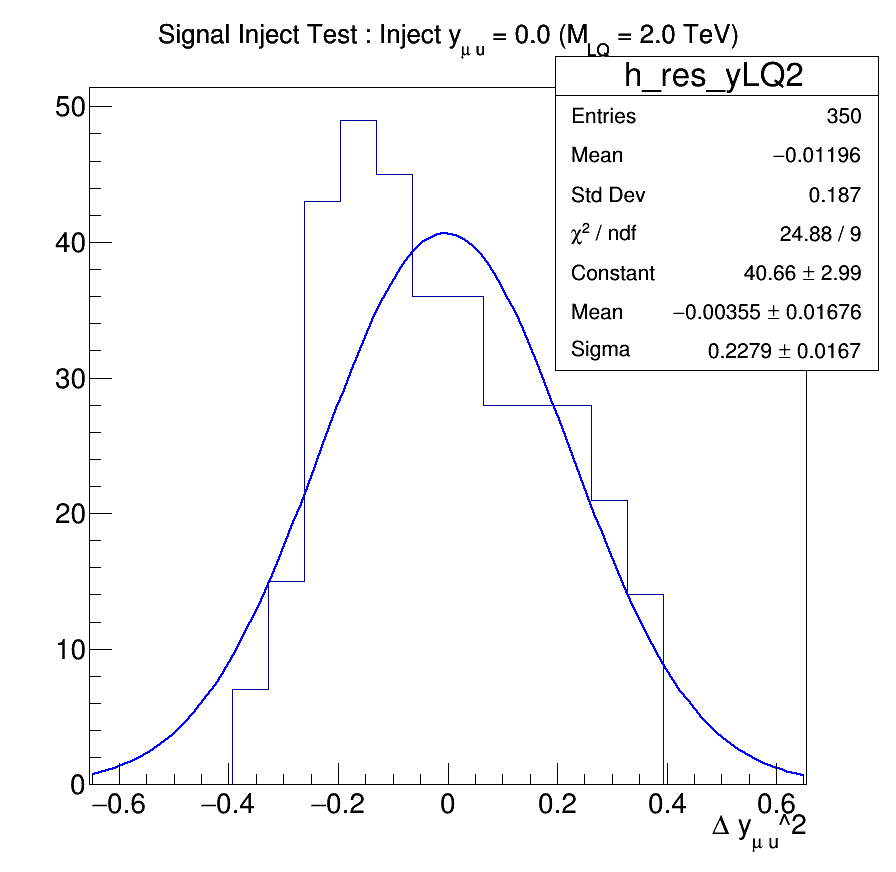 Signal Inject Test : Inject y_μ u = 0.0 (M_LQ = 2.0 TeV)
h_res_yLQ2
Entries 350
Mean −0.01196
Std Dev 0.187
χ² / ndf 24.88 / 9
Constant 40.66 ± 2.99
Mean −0.00355 ± 0.01676
Sigma 0.2279 ± 0.0167
50
40
30
20
10
0
−0.6 −0.4 −0.2 0 0.2 0.4 0.6
Δ y_μ u^2